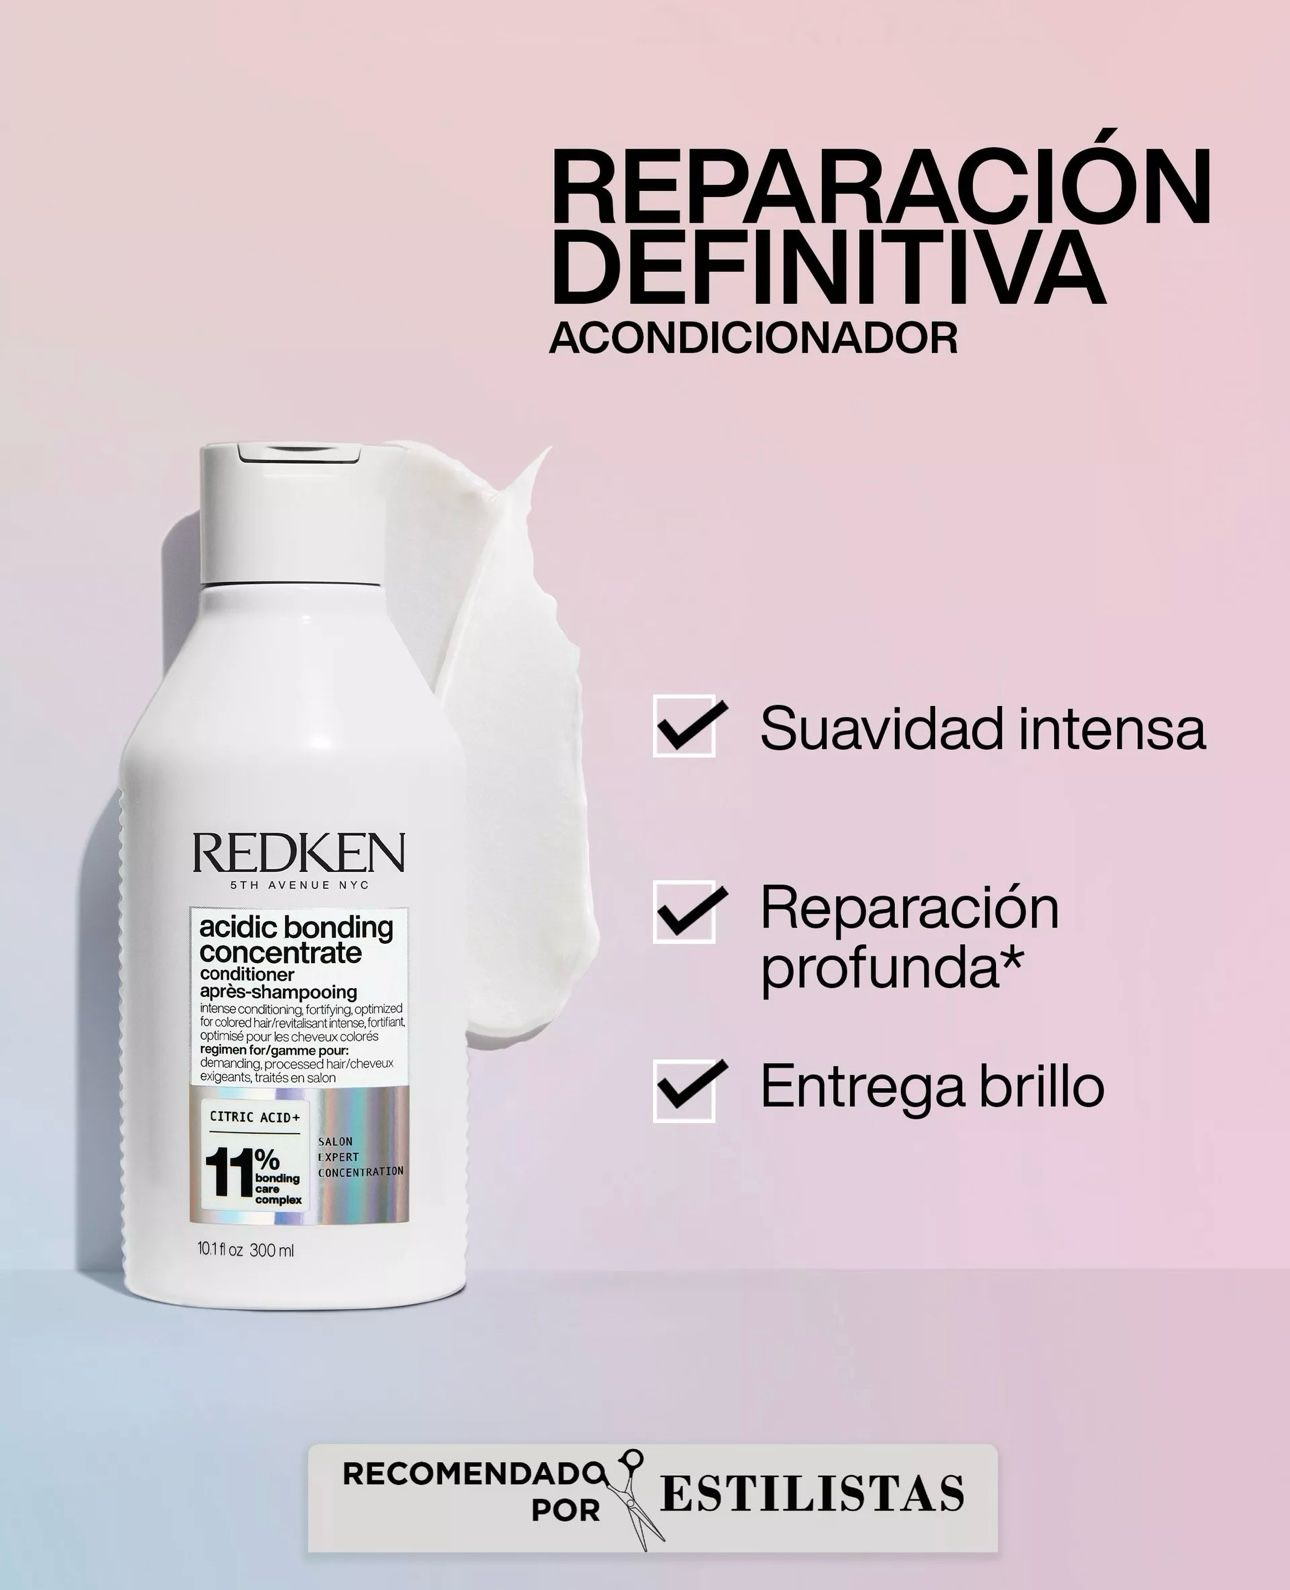 REPARACIÓN
DEFINITIVA
ACONDICIONADOR
REDKEN
5TH AVENUE NYC
acidic bonding
concentrate
conditioner
après-shampooing
intense conditioning, fortifying, optimized
for colored hair/revitalisant intense, fortifiant,
optimisé pour les cheveux colorés
regimen for/gamme pour:
demanding, processed hair/cheveux
exigeants, traités en salon
CITRIC ACID+
11%
bonding
care
complex
SALON
EXPERT
CONCENTRATION
10.1 fl oz 300 ml
Suavidad intensa
Reparación
profunda*
Entrega brillo
RECOMENDADO
POR
ESTILISTAS